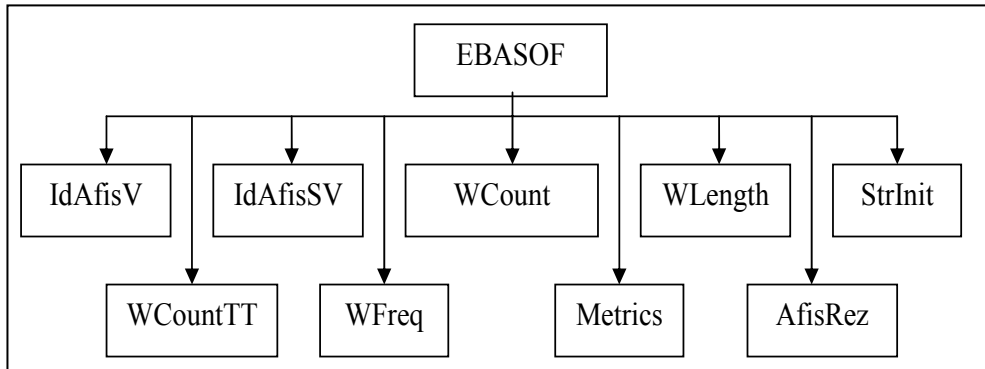 EBASOF
IdAfisV
IdAfisSV
WCount
WLength
StrInit
WCountTT
WFreq
Metrics
AfisRez